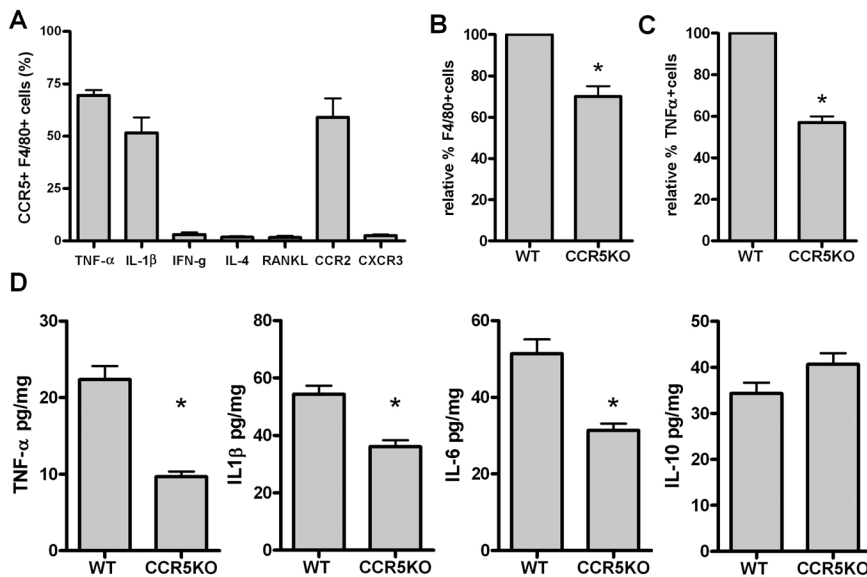 A
CCR5+ F4/80+ cells (%)
100
75
50
25
0
TNF-α IL-1β IFN-g IL-4 RANKL CCR2 CXCR3
B
relative % F4/80+cells
100
80
60
40
20
0
WT CCR5KO
*
C
relative % TNFα+cells
100
80
60
40
20
0
WT CCR5KO
*
D
TNF-α pg/mg
30
20
10
0
WT CCR5KO
*
IL1β pg/mg
80
60
40
20
0
WT CCR5KO
*
IL-6 pg/mg
60
40
20
0
WT CCR5KO
*
IL-10 pg/mg
50
40
30
20
10
0
WT CCR5KO